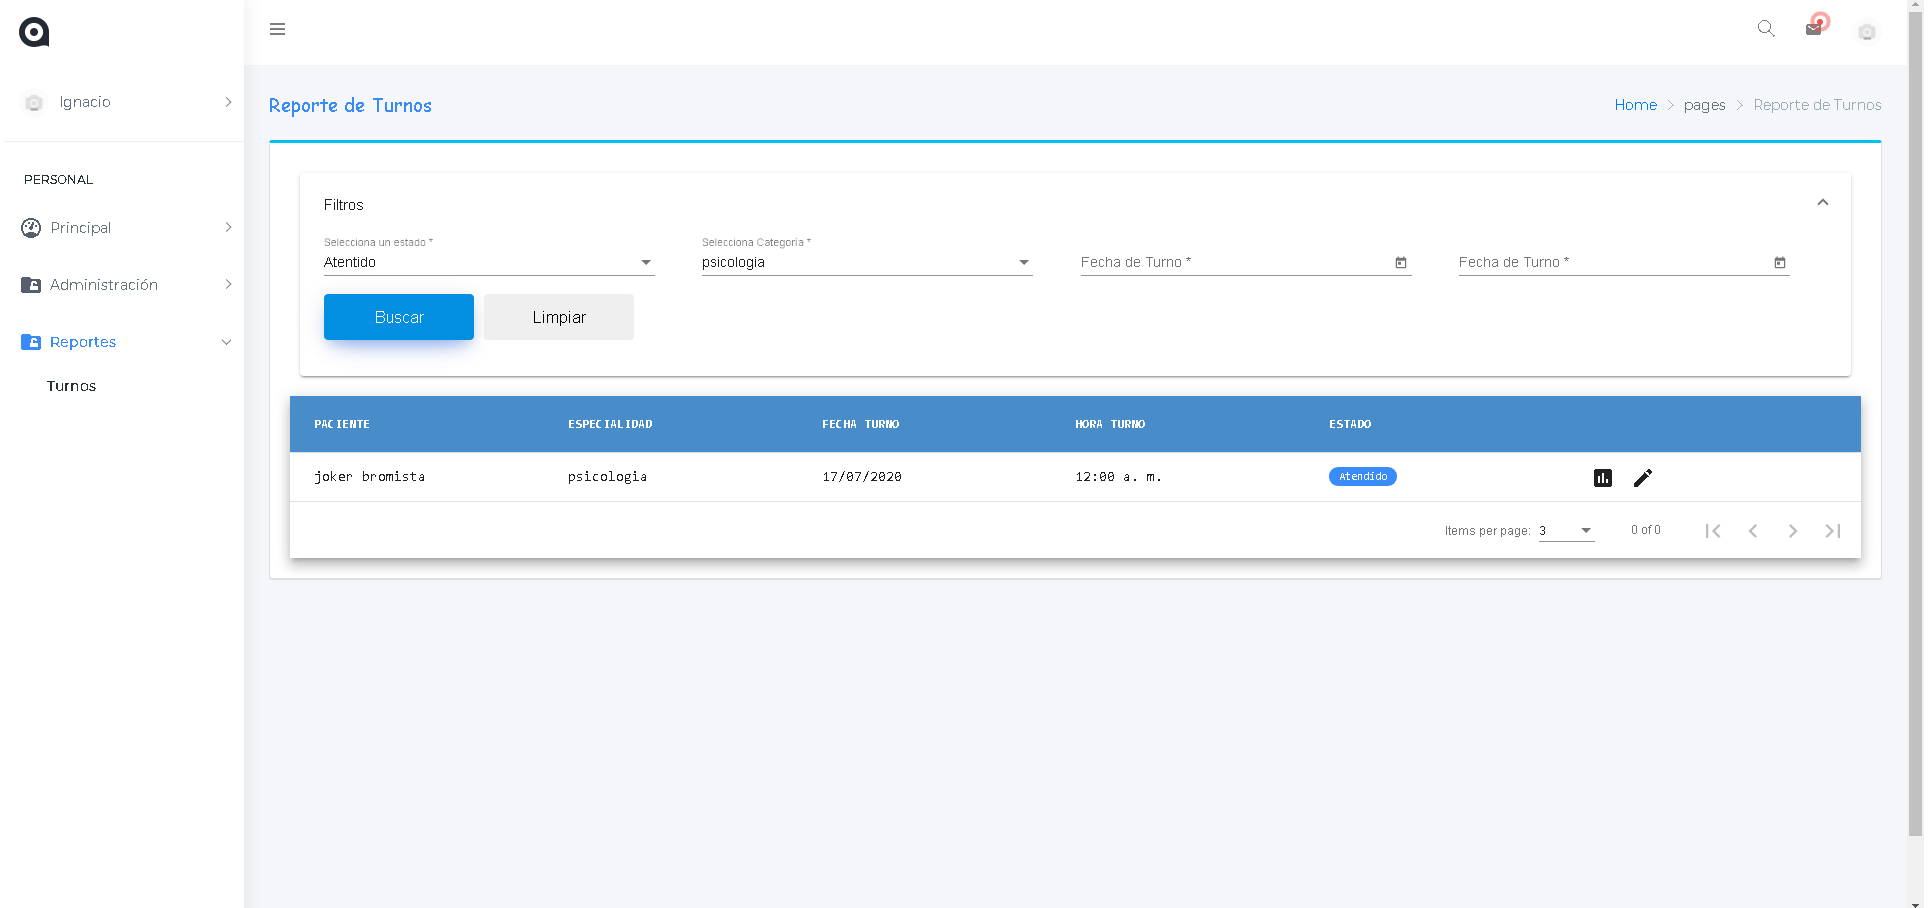 Ignacio
PERSONAL
Principal
Administración
Reportes
Turnos
Reporte de Turnos
Home > pages > Reporte de Turnos
Filtros
Selecciona un estado * Selecciona Categoria *
Atentido psicologia Fecha de Turno * Fecha de Turno *
Buscar Limpiar
PACIENTE ESPECIALIDAD FECHA TURNO HORA TURNO ESTADO
joker bromista psicologia 17/07/2020 12:00 a. m. Atendido
Items per page: 3 0 of 0